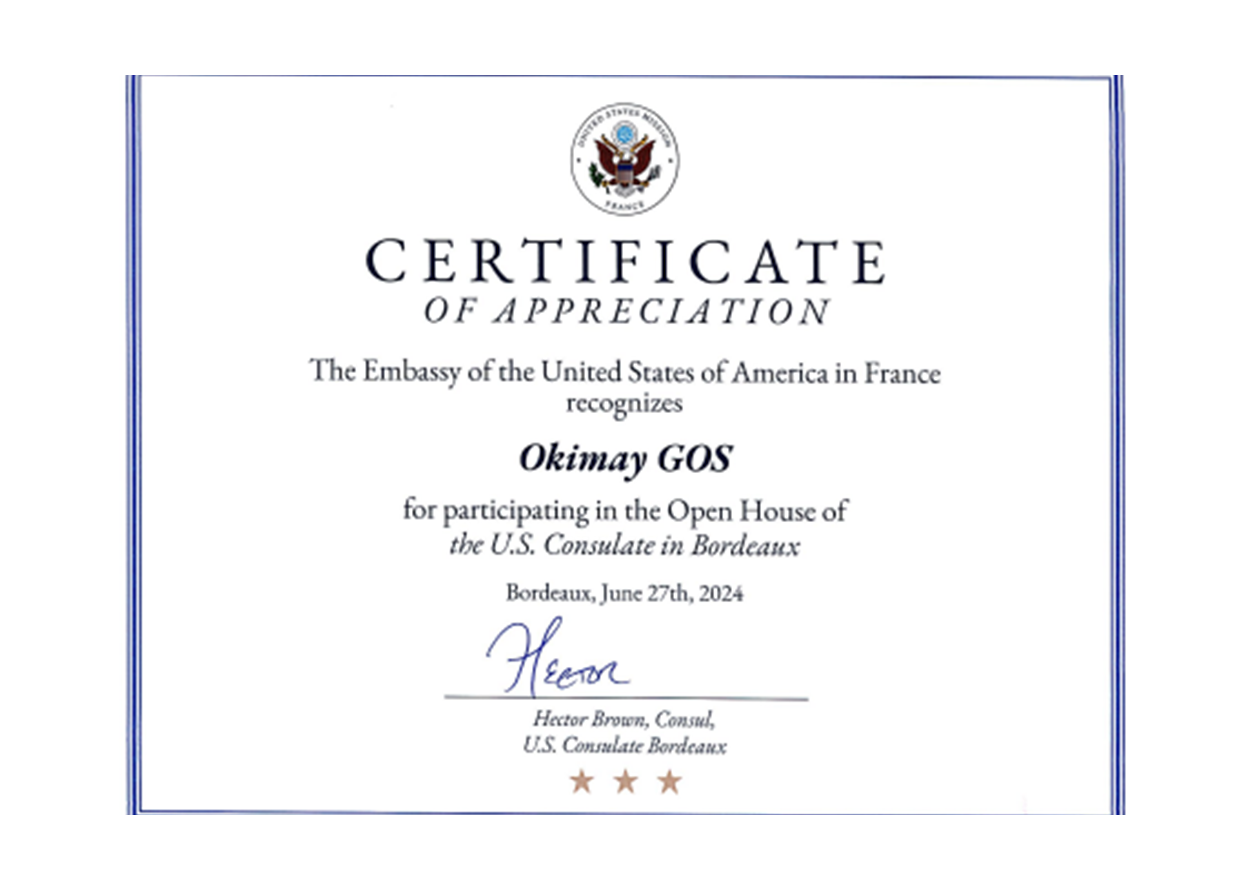 UNITED STATES MISSION
FRANCE
CERTIFICATE
OF APPRECIATION
The Embassy of the United States of America in France
recognizes
Okimay GOS
for participating in the Open House of
the U.S. Consulate in Bordeaux
Bordeaux, June 27th, 2024
Hector
Hector Brown, Consul,
U.S. Consulate Bordeaux